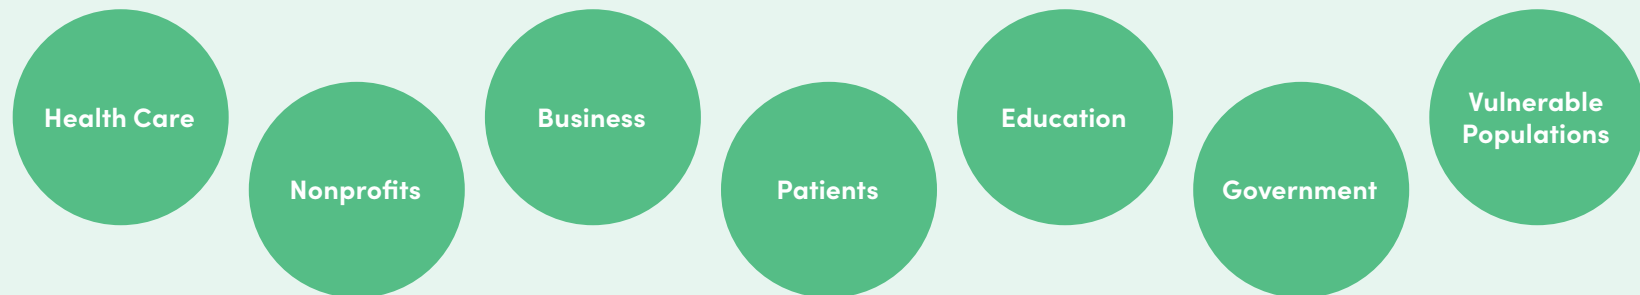 Health Care
Nonprofits
Business
Patients
Education
Government
Vulnerable
Populations